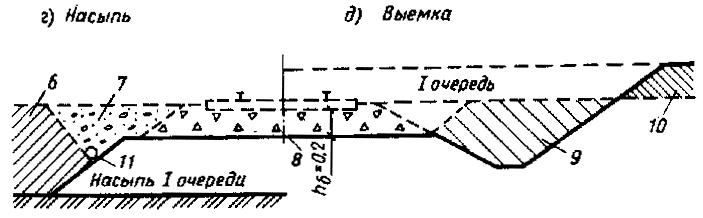 г) Насыпь
д) Выемка
6
7
I очередь
10
11
8
hб=0,2
9
Насыпь I очереди